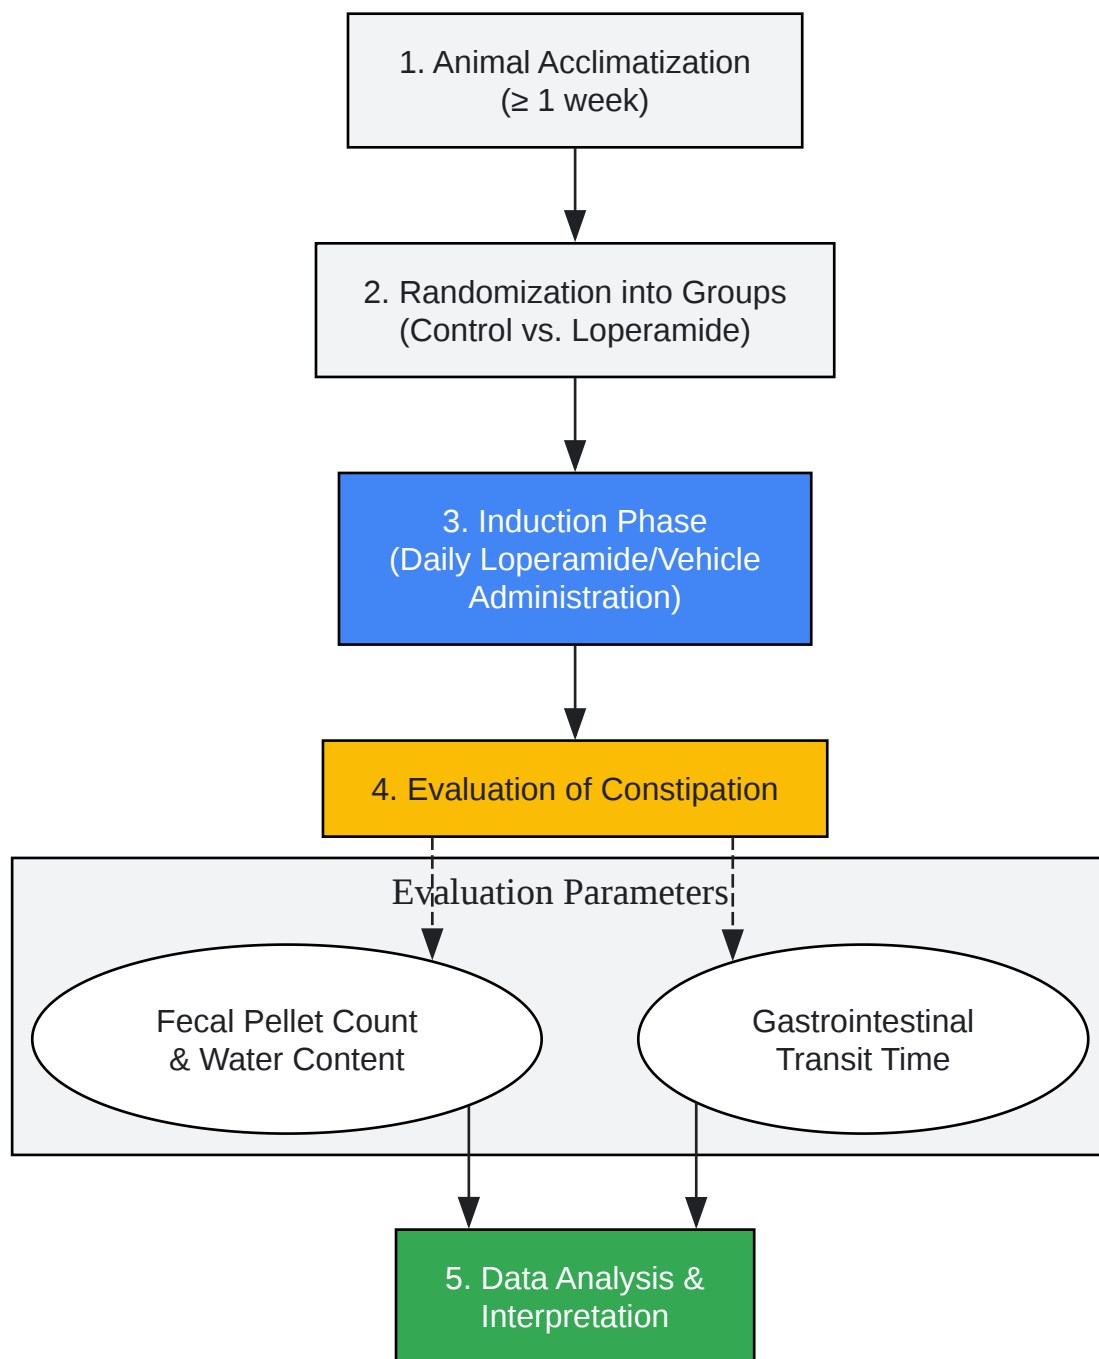 1. Animal Acclimatization
(≥ 1 week)
2. Randomization into Groups
(Control vs. Loperamide)
3. Induction Phase
(Daily Loperamide/Vehicle
Administration)
4. Evaluation of Constipation
Evaluation Parameters
Fecal Pellet Count
& Water Content
Gastrointestinal
Transit Time
5. Data Analysis &
Interpretation